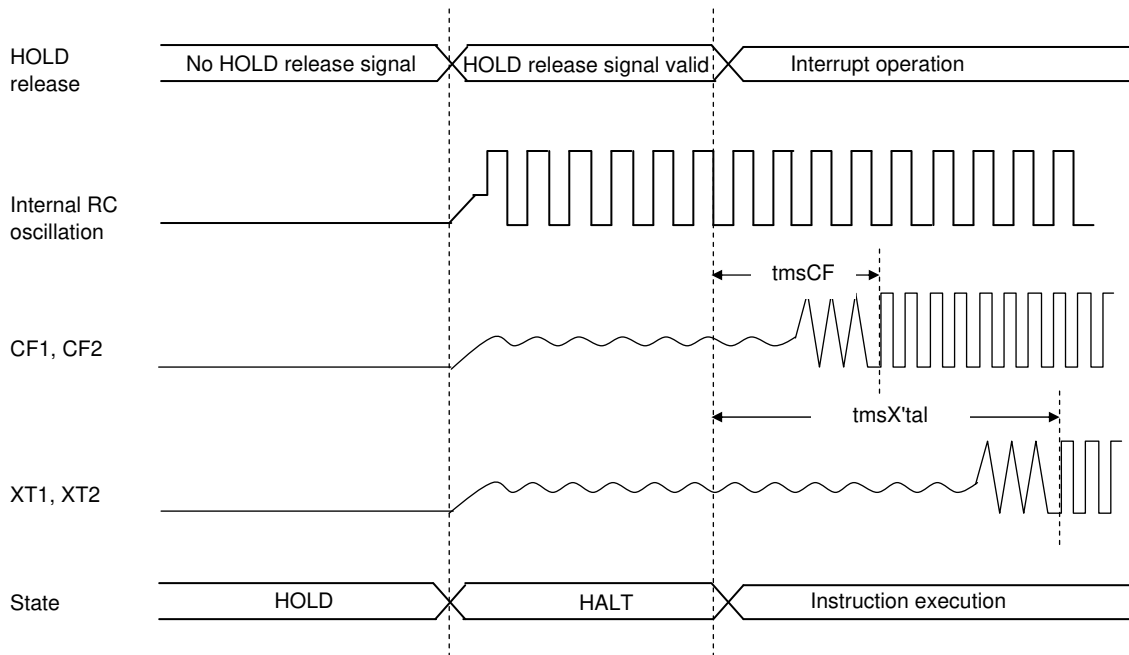 HOLD
release
No HOLD release signal
HOLD release signal valid
Interrupt operation
Internal RC
oscillation
tmsCF
CF1, CF2
tmsX'tal
XT1, XT2
State
HOLD
HALT
Instruction execution